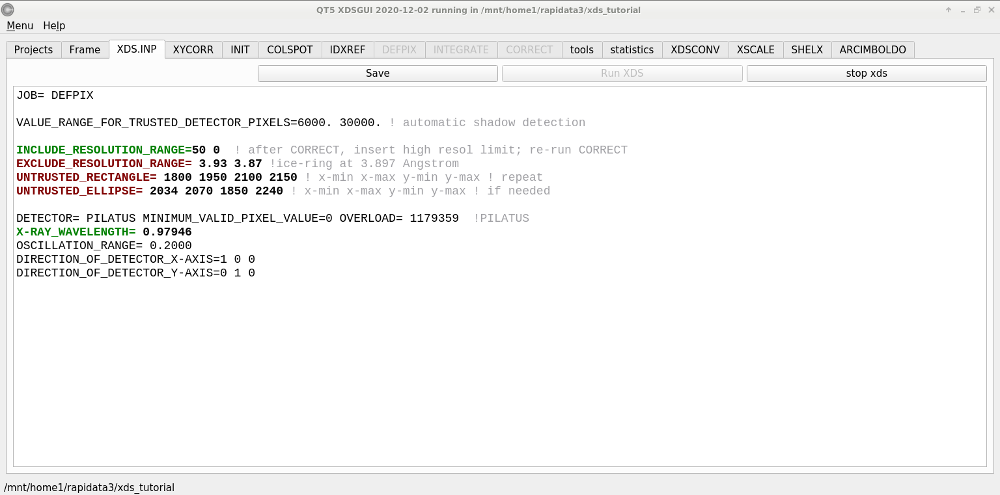 QT5 XDSGUI 2020-12-02 running in /mnt/home1/rapidata3/xds_tutorial
Menu Help
Projects Frame XDS.INP XYCORR INIT COLSPOT IDXREF DEFPIX INTEGRATE CORRECT tools statistics XDSCONV XSCALE SHELX ARCIMBOLDO
Save Run XDS stop xds
JOB= DEFPIX
VALUE_RANGE_FOR_TRUSTED_DETECTOR_PIXELS=6000. 30000. ! automatic shadow detection
INCLUDE_RESOLUTION_RANGE=50 0  ! after CORRECT, insert high resol limit; re-run CORRECT
EXCLUDE_RESOLUTION_RANGE= 3.93 3.87 !ice-ring at 3.897 Angstrom
UNTRUSTED_RECTANGLE= 1800 1950 2100 2150 ! x-min x-max y-min y-max ! repeat
UNTRUSTED_ELLIPSE= 2034 2070 1850 2240 ! x-min x-max y-min y-max ! if needed
DETECTOR= PILATUS MINIMUM_VALID_PIXEL_VALUE=0 OVERLOAD= 1179359  !PILATUS
X-RAY_WAVELENGTH= 0.97946
OSCILLATION_RANGE= 0.2000
DIRECTION_OF_DETECTOR_X-AXIS=1 0 0
DIRECTION_OF_DETECTOR_Y-AXIS=0 1 0
/mnt/home1/rapidata3/xds_tutorial